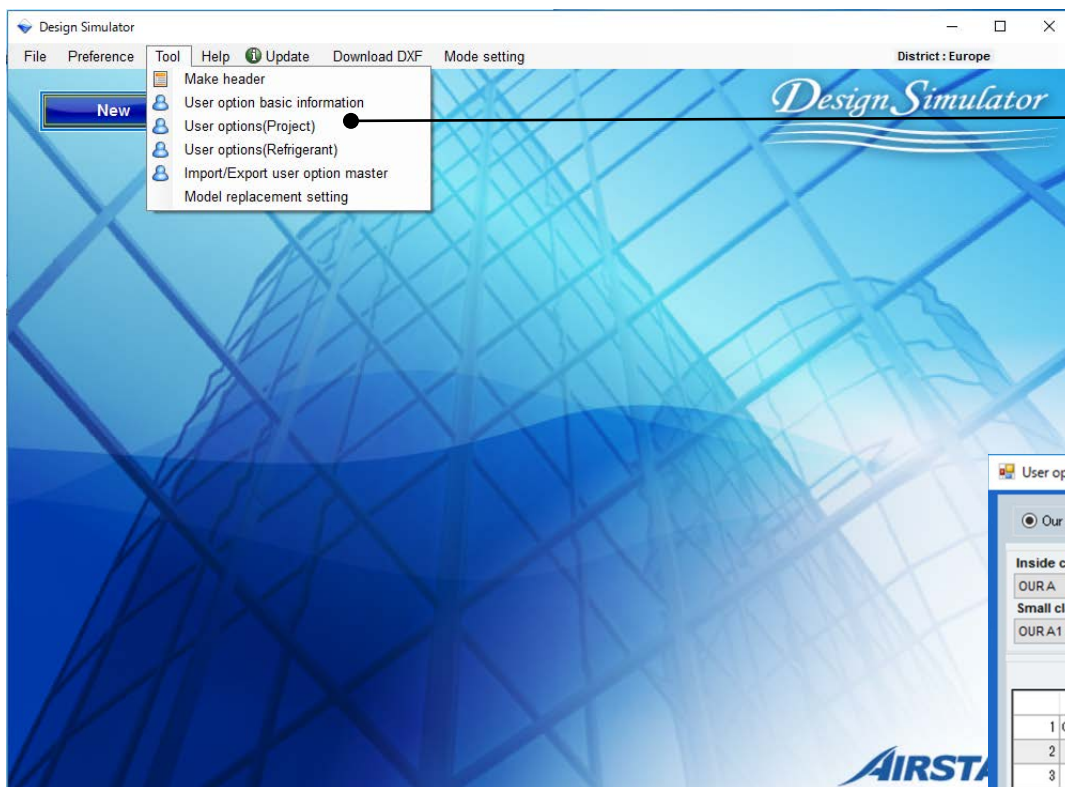 Design Simulator
File Preference Tool Help Update Download DXF Mode setting District : Europe
New
Make header
User option basic information
User options(Project)
User options(Refrigerant)
Import/Export user option master
Model replacement setting
Design Simulator
User op
Our
Inside c
OUR A
Small cl
OUR A1
1
2
3
AIRSTA